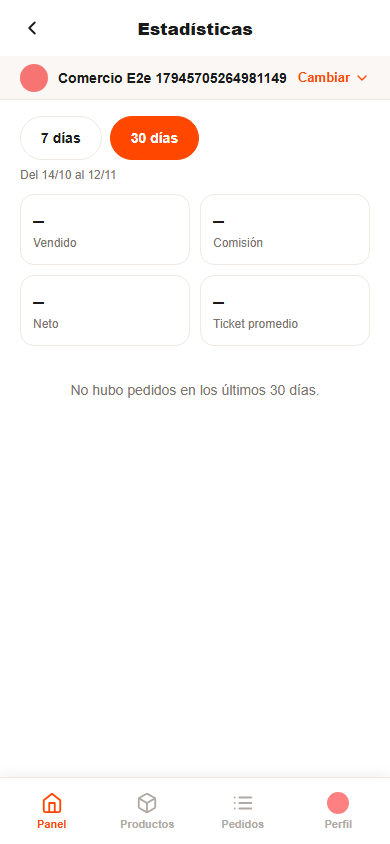 Estadísticas
Comercio E2e 17945705264981149 Cambiar
7 días 30 días
Del 14/10 al 12/11
– –
Vendido Comisión
– –
Neto Ticket promedio
No hubo pedidos en los últimos 30 días.
Panel Productos Pedidos Perfil